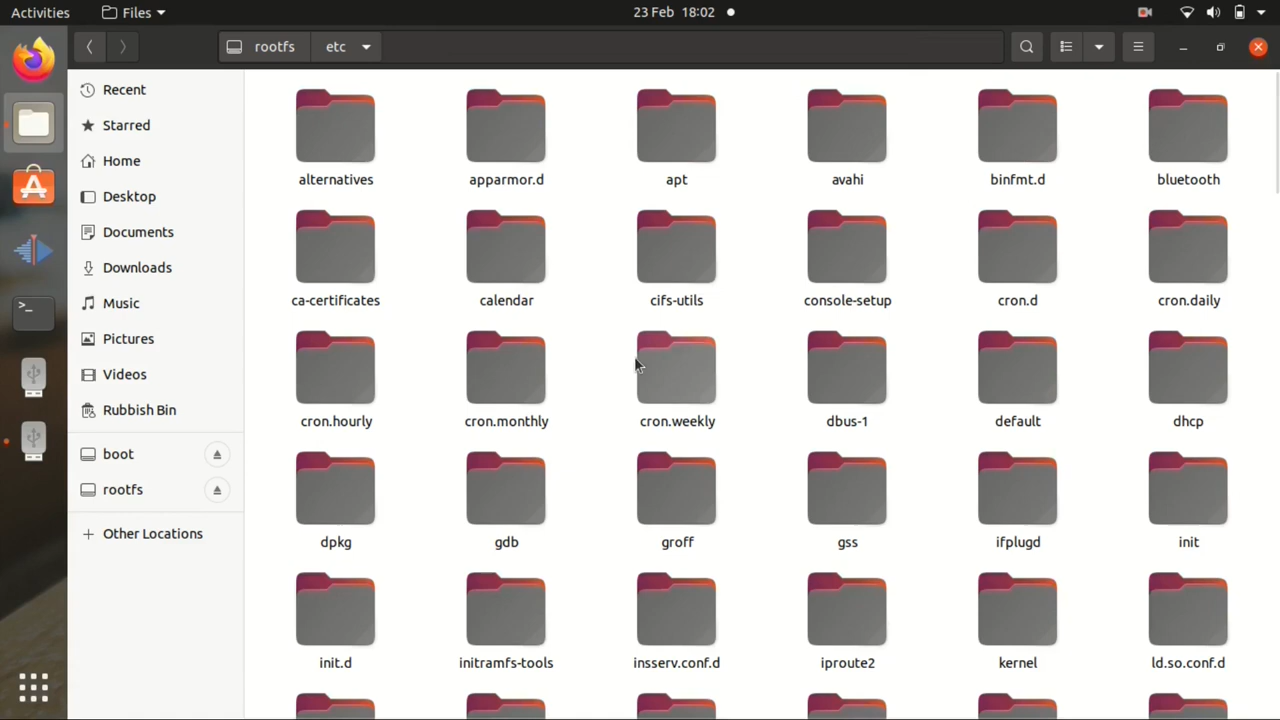 Activities Files 23 Feb 18:02
rootfs etc
Recent
Starred
Home
Desktop
Documents
Downloads
Music
Pictures
Videos
Rubbish Bin
boot
rootfs
Other Locations
alternatives apparmor.d apt avahi binfmt.d bluetooth
ca-certificates calendar cifs-utils console-setup cron.d cron.daily
cron.hourly cron.monthly cron.weekly dbus-1 default dhcp
dpkg gdb groff gss ifplugd init
init.d initramfs-tools insserv.conf.d iproute2 kernel ld.so.conf.d